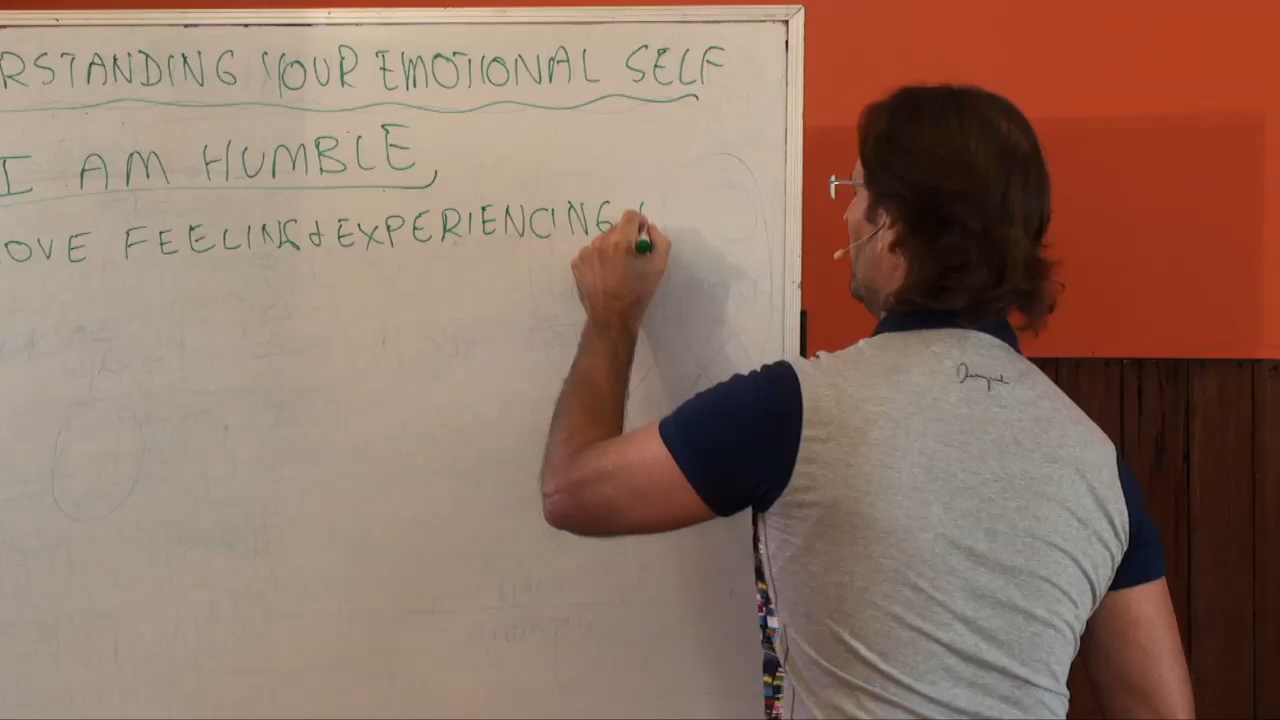 RSTANDING YOUR EMOTIONAL SELF
I AM HUMBLE
OVE FEELING & EXPERIENCING